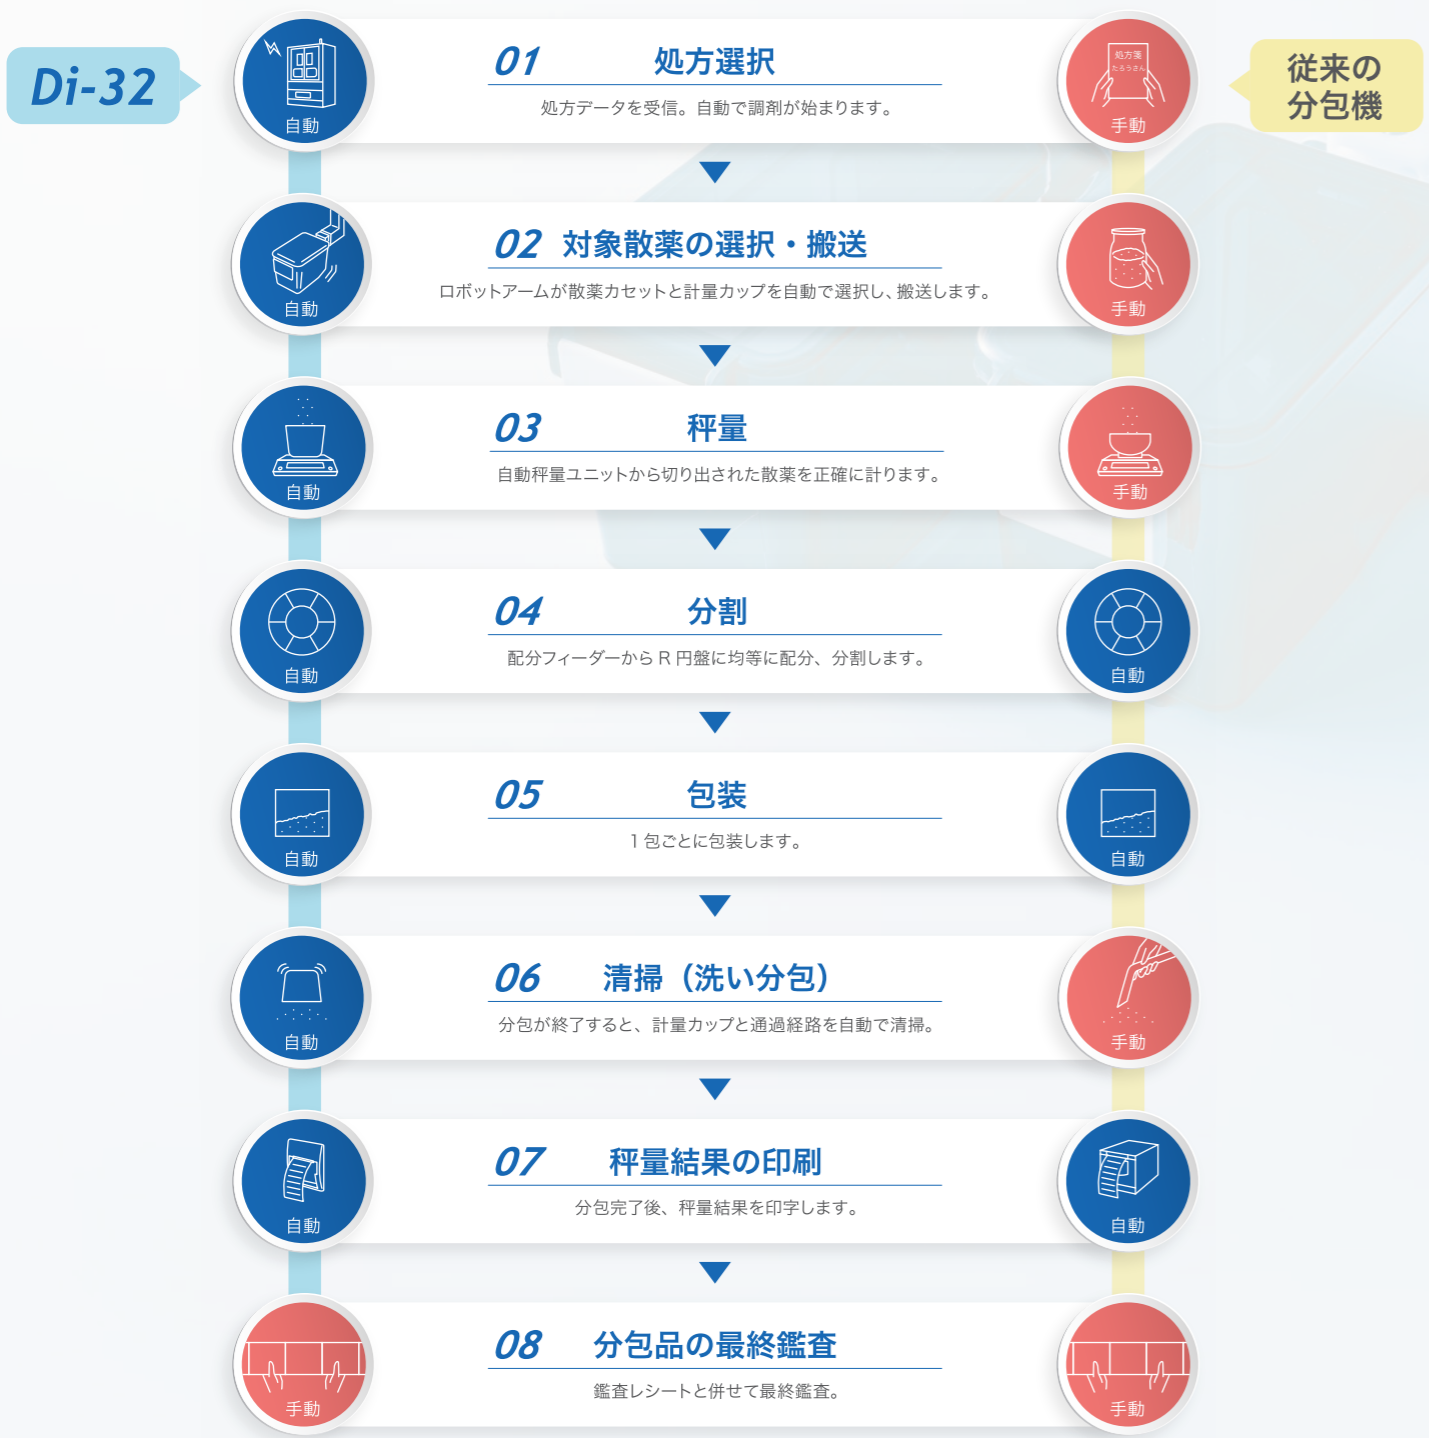 Di-32
従来の
分包機
01 処方選択
処方データを受信。自動で調剤が始まります。
自動
処方箋
たろうさん
手動
02 対象散薬の選択・搬送
ロボットアームが散薬カセットと計量カップを自動で選択し、搬送します。
自動
手動
03 秤量
自動秤量ユニットから切り出された散薬を正確に計ります。
自動
手動
04 分割
配分フィーダーから R 円盤に均等に配分、分割します。
自動
自動
05 包装
1 包ごとに包装します。
自動
自動
06 清掃（洗い分包）
分包が終了すると、計量カップと通過経路を自動で清掃。
自動
手動
07 秤量結果の印刷
分包完了後、秤量結果を印字します。
自動
自動
08 分包品の最終鑑査
鑑査レシートと併せて最終鑑査。
手動
手動